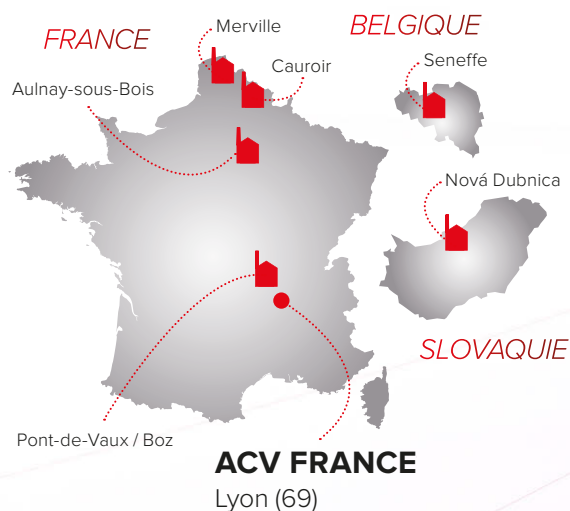 FRANCE
Merville
Cauroir
Aulnay-sous-Bois
BELGIQUE
Seneffe
Nová Dubnica
SLOVAQUIE
Pont-de-Vaux / Boz
ACV FRANCE
Lyon (69)